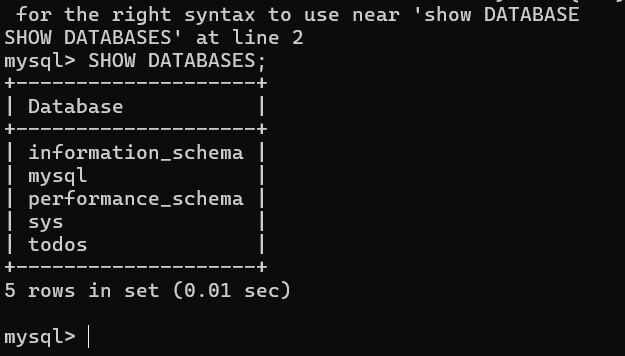 for the right syntax to use near 'show DATABASE
SHOW DATABASES' at line 2
mysql> SHOW DATABASES;
+--------------------+
| Database           |
+--------------------+
| information_schema |
| mysql              |
| performance_schema |
| sys                |
| todos              |
+--------------------+
5 rows in set (0.01 sec)
mysql>